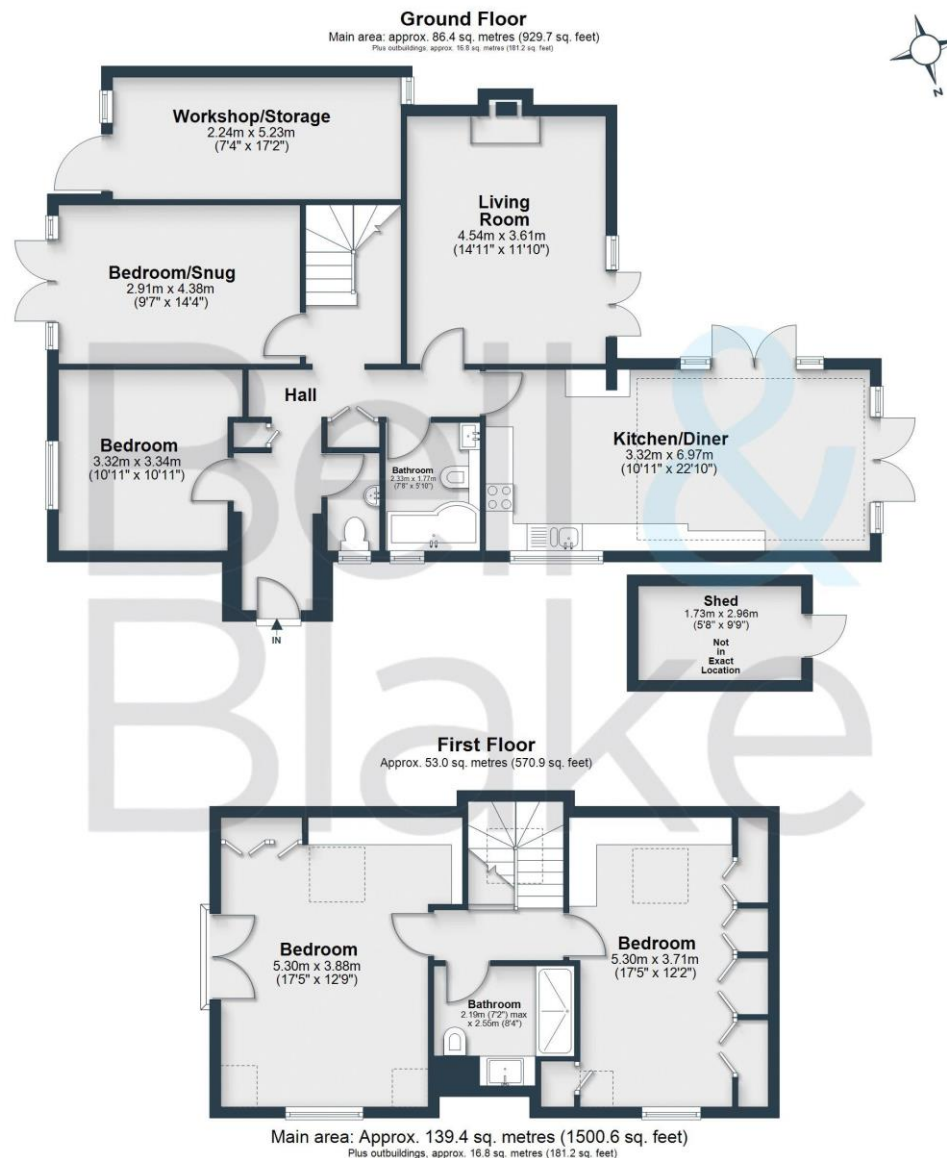 Ground Floor
Main area: approx. 86.4 sq. metres (929.7 sq. feet)
Plus outbuildings, approx. 16.8 sq. metres (181.2 sq. feet)
N
Workshop/Storage
2.24m x 5.23m
(7'4" x 17'2")
Living
Room
4.54m x 3.61m
(14'11" x 11'10")
Bedroom/Snug
2.91m x 4.38m
(9'7" x 14'4")
Hall
Bedroom
3.32m x 3.34m
(10'11" x 10'11")
Bathroom
2.33m x 1.77m
(7'8" x 5'10")
Kitchen/Diner
3.32m x 6.97m
(10'11" x 22'10")
IN
Shed
1.73m x 2.96m
(5'8" x 9'9")
Not
in
Exact
Location
Bell &
Blake
First Floor
Approx. 53.0 sq. metres (570.9 sq. feet)
Bedroom
5.30m x 3.88m
(17'5" x 12'9")
Bathroom
2.19m (7'2") max
x 2.55m (8'4")
Bedroom
5.30m x 3.71m
(17'5" x 12'2")
Main area: Approx. 139.4 sq. metres (1500.6 sq. feet)
Plus outbuildings, approx. 16.8 sq. metres (181.2 sq. feet)